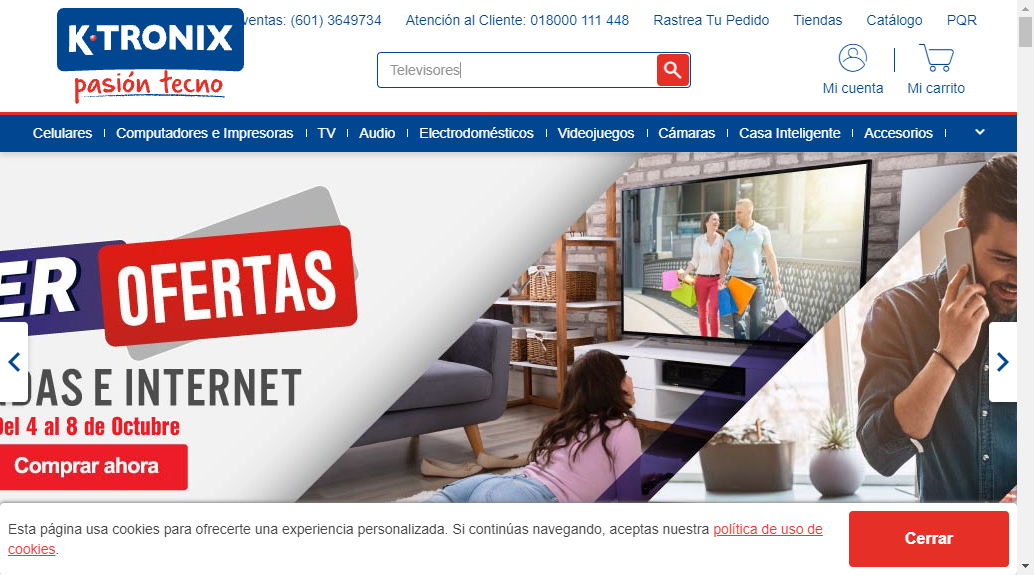 K·TRONIX
pasión tecno
ventas: (601) 3649734
Atención al Cliente: 018000 111 448
Rastrea Tu Pedido
Tiendas
Catálogo
PQR
Televisores
Mi cuenta
Mi carrito
Celulares
Computadores e Impresoras
TV
Audio
Electrodomésticos
Videojuegos
Cámaras
Casa Inteligente
Accesorios
ER OFERTAS
DAS E INTERNET
Del 4 al 8 de Octubre
Comprar ahora
Esta página usa cookies para ofrecerte una experiencia personalizada. Si continúas navegando, aceptas nuestra política de uso de
cookies.
Cerrar